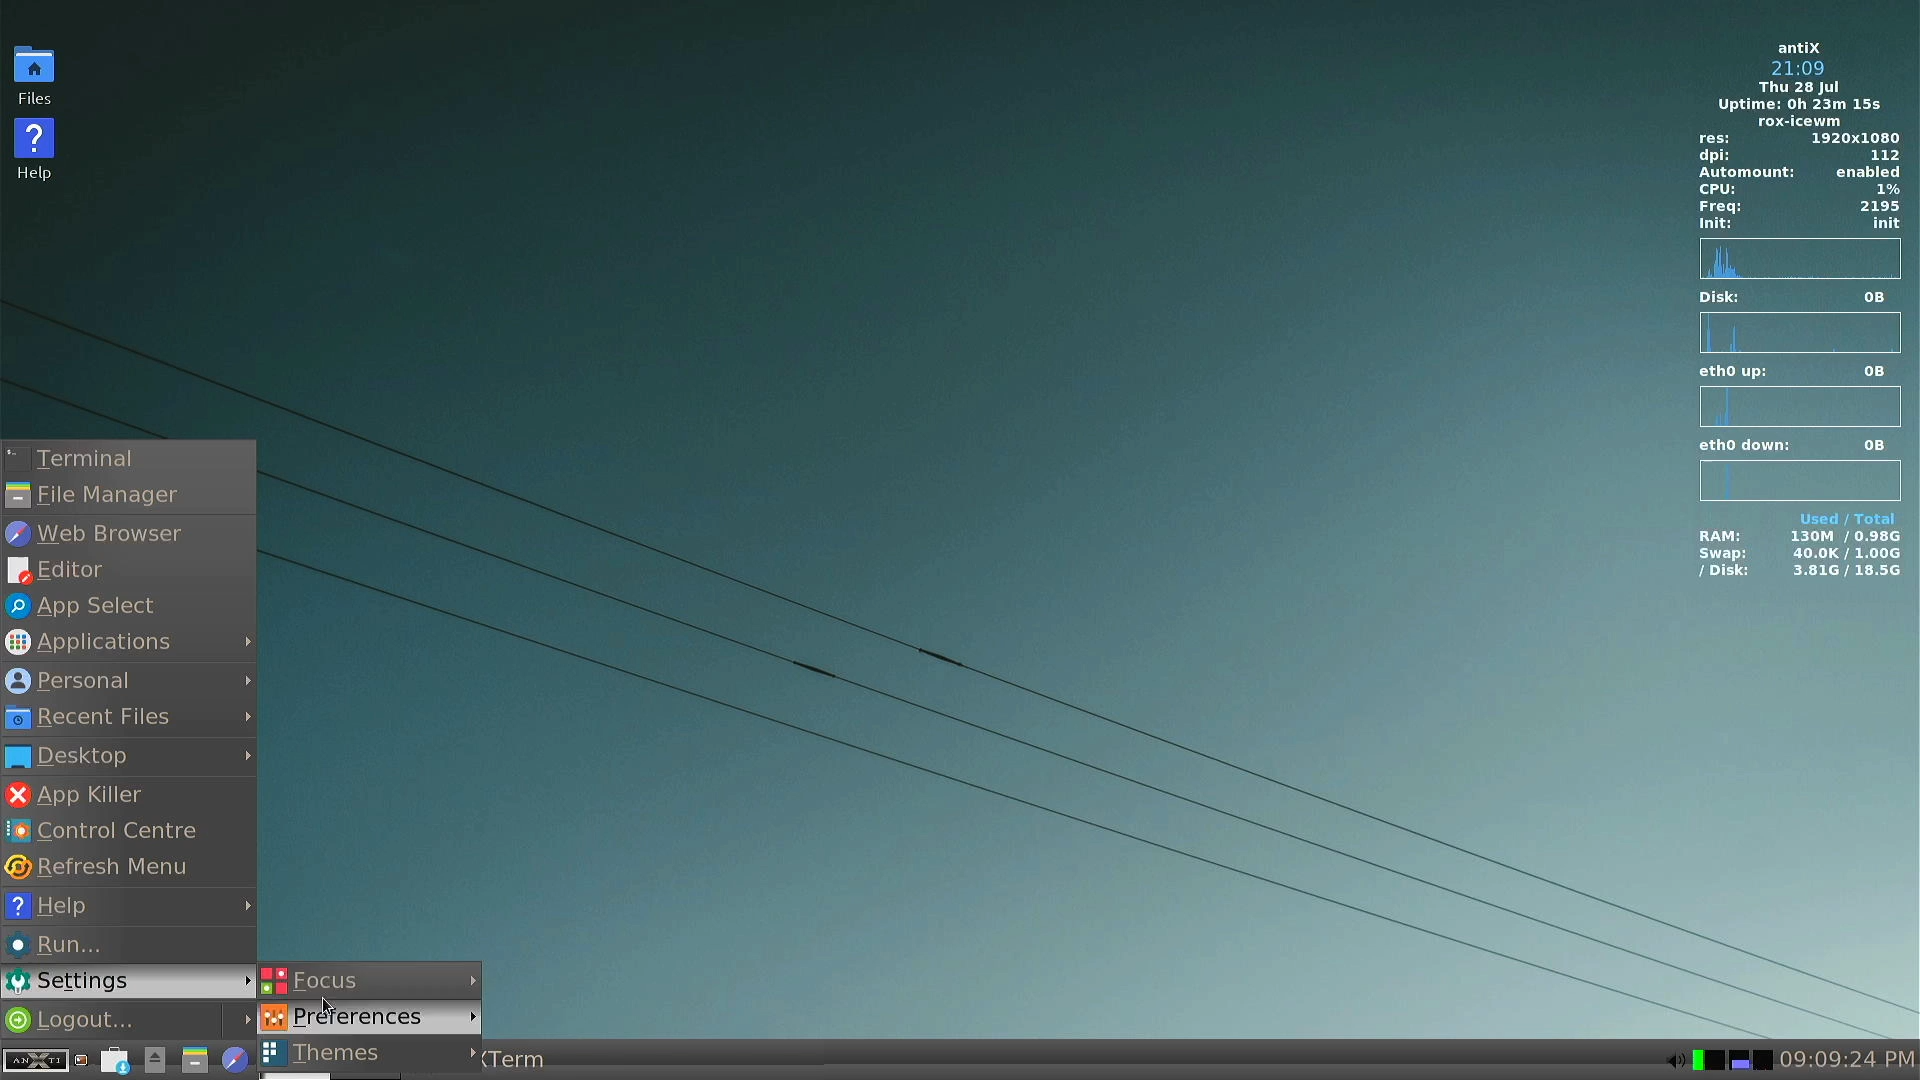 Files
Help
antiX
21:09
Thu 28 Jul
Uptime: 0h 23m 15s
rox-icewm
res: 1920x1080
dpi: 112
Automount: enabled
CPU: 1%
Freq: 2195
Init: init
Disk: 0B
eth0 up: 0B
eth0 down: 0B
Used / Total
RAM: 130M / 0.98G
Swap: 40.0K / 1.00G
/ Disk: 3.81G / 18.5G
Terminal
File Manager
Web Browser
Editor
App Select
Applications
Personal
Recent Files
Desktop
App Killer
Control Centre
Refresh Menu
Help
Run...
Settings
Logout...
Focus
Preferences
Themes
XTerm
09:09:24 PM